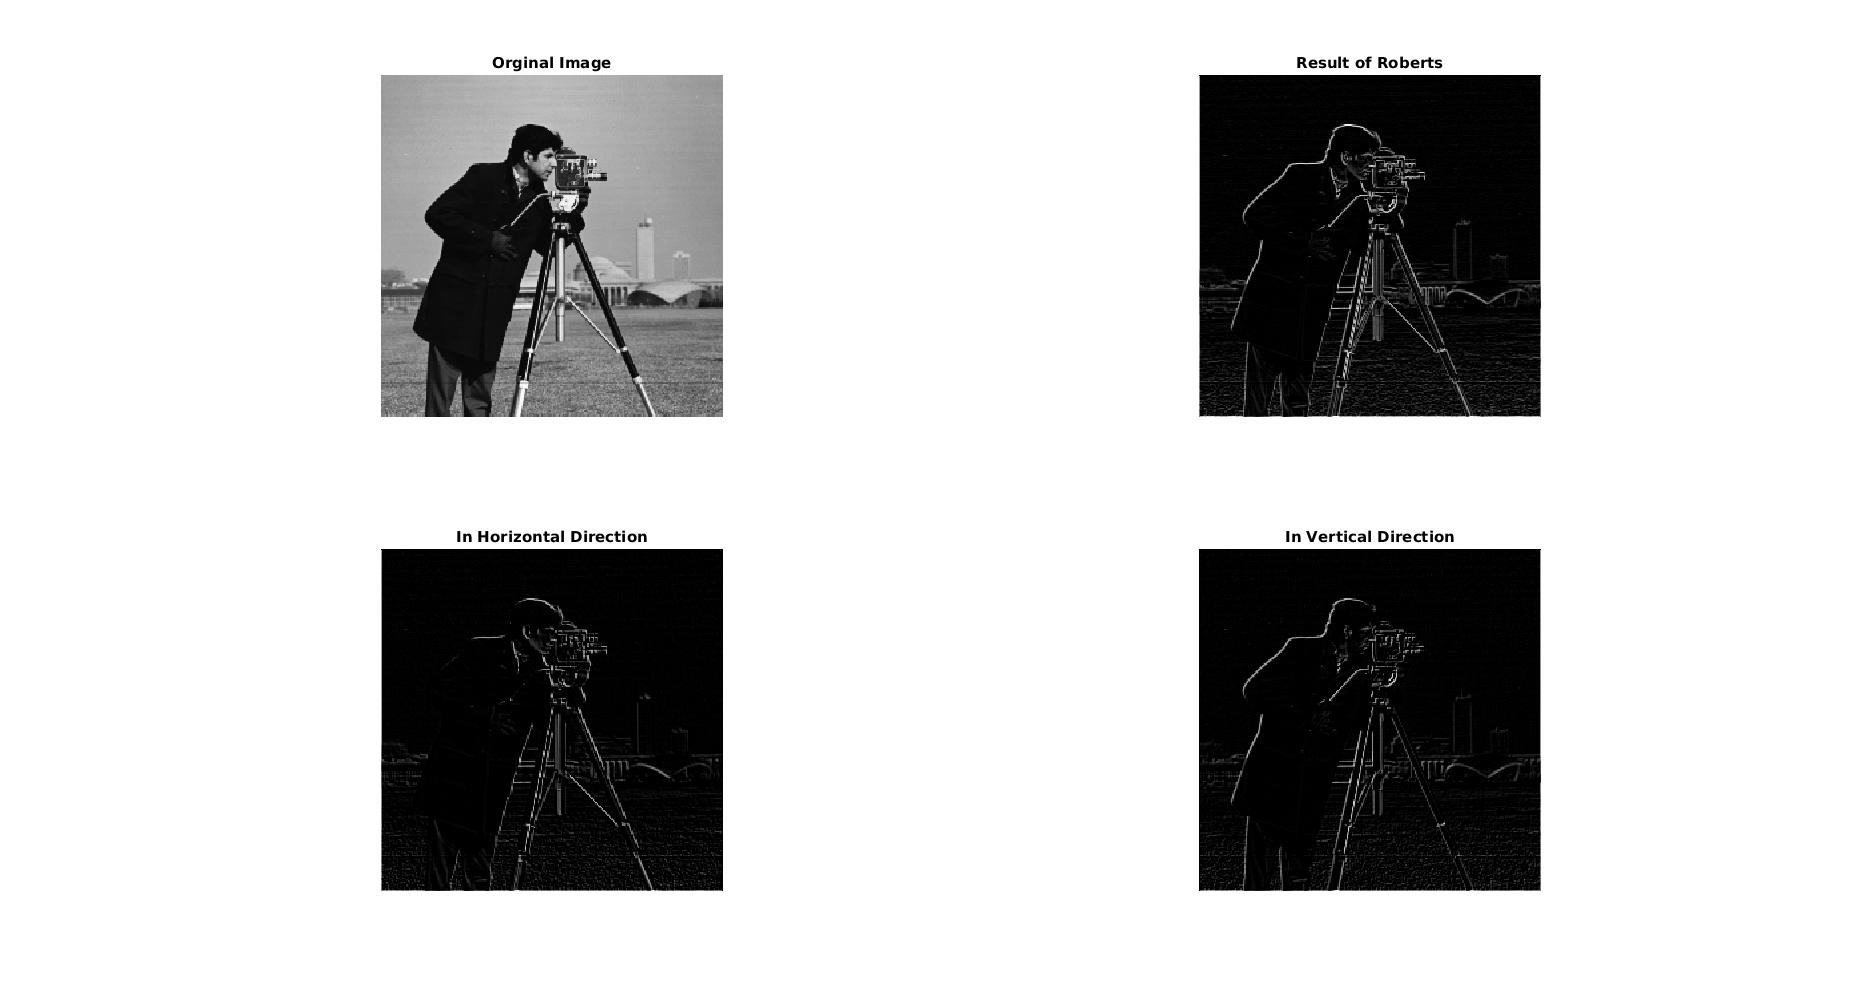 Orginal Image
Result of Roberts
In Horizontal Direction
In Vertical Direction